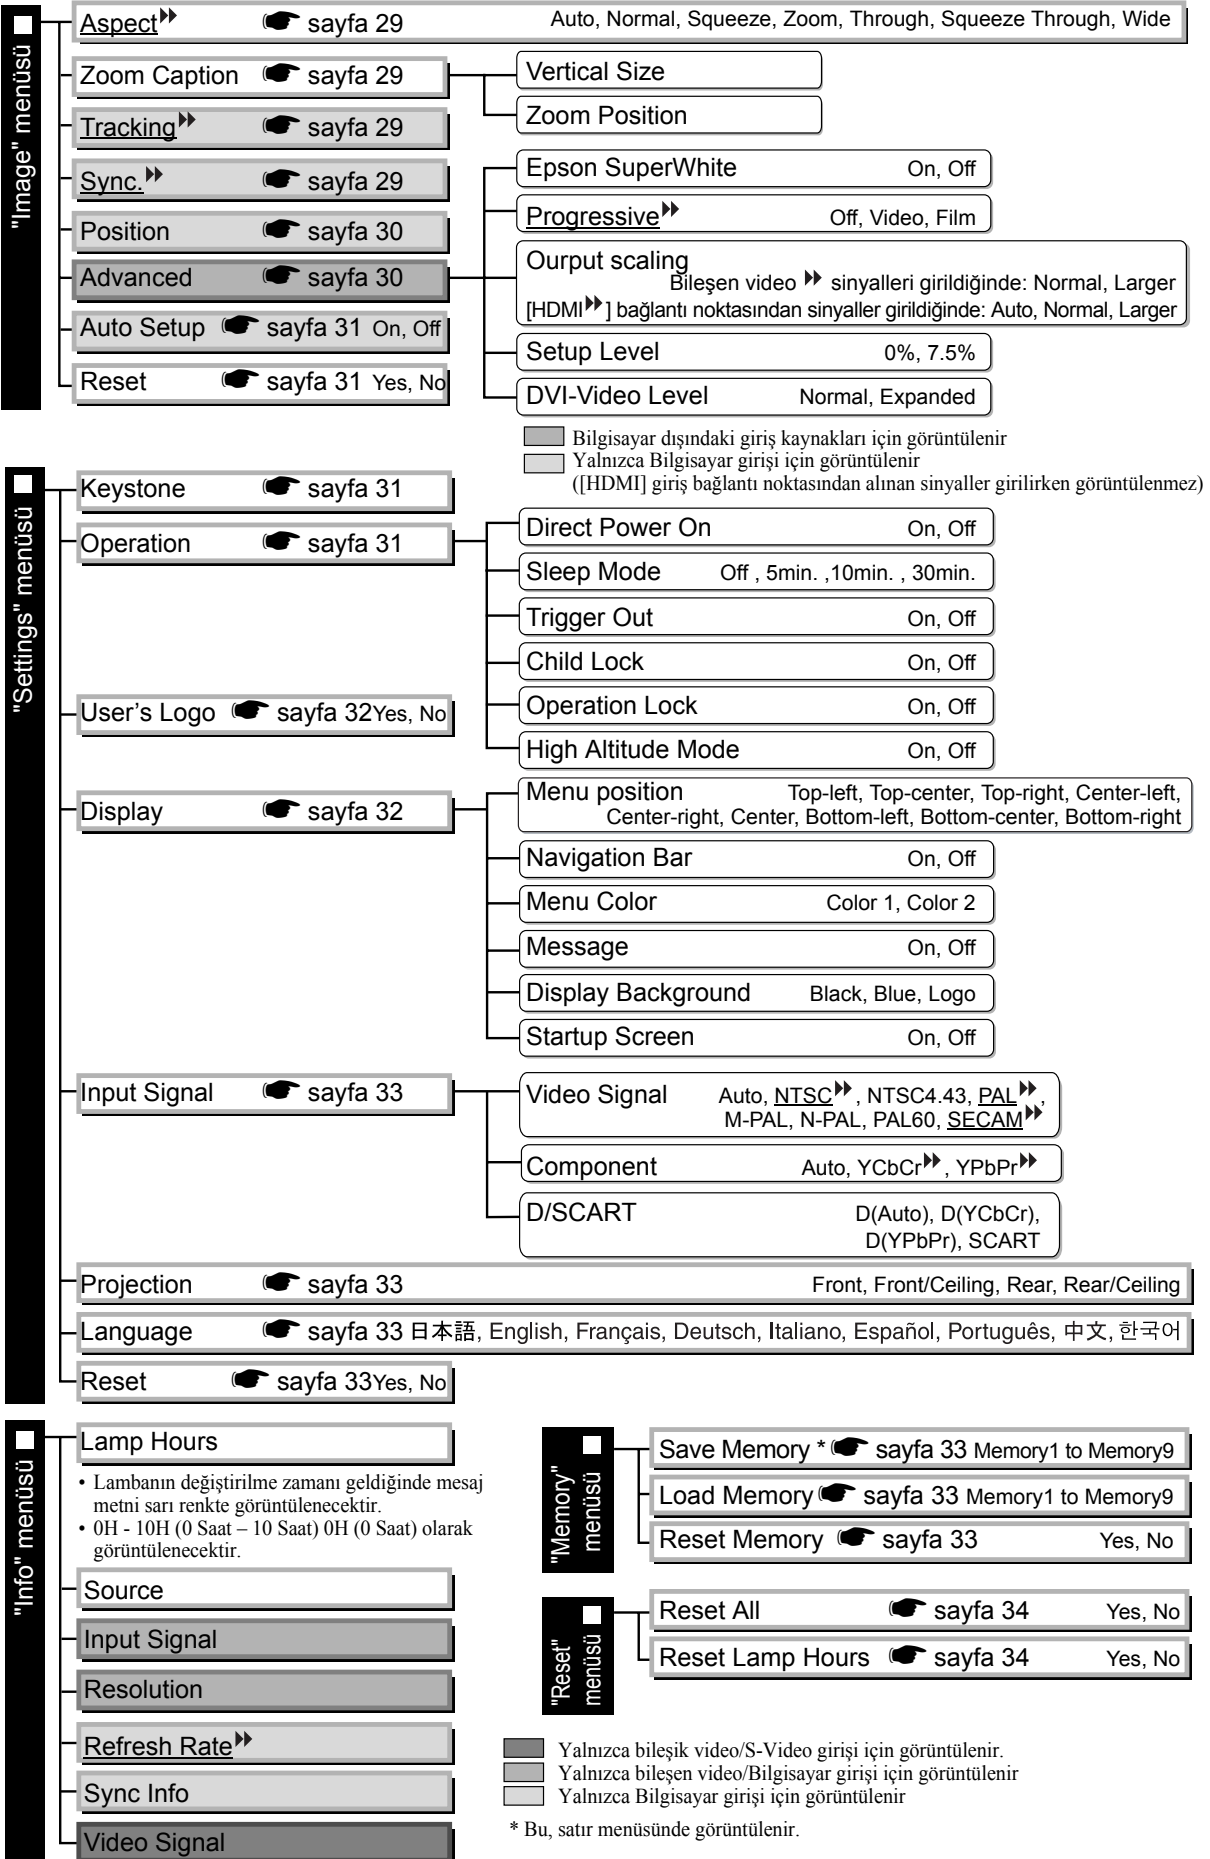 "Image" menüsü
Aspect sayfa 29 Auto, Normal, Squeeze, Zoom, Through, Squeeze Through, Wide
Zoom Caption sayfa 29
Vertical Size
Zoom Position
Tracking sayfa 29
Sync. sayfa 29
Position sayfa 30
Advanced sayfa 30
Epson SuperWhite On, Off
Progressive Off, Video, Film
Ourput scaling
Bileşen video sinyalleri girildiğinde: Normal, Larger
[HDMI ] bağlantı noktasından sinyaller girildiğinde: Auto, Normal, Larger
Setup Level 0%, 7.5%
DVI-Video Level Normal, Expanded
Auto Setup sayfa 31 On, Off
Reset sayfa 31 Yes, No
Bilgisayar dışındaki giriş kaynakları için görüntülenir
Yalnızca Bilgisayar girişi için görüntülenir
([HDMI] giriş bağlantı noktasından alınan sinyaller girilirken görüntülenmez)
"Settings" menüsü
Keystone sayfa 31
Operation sayfa 31
Direct Power On On, Off
Sleep Mode Off , 5min. ,10min. , 30min.
Trigger Out On, Off
Child Lock On, Off
Operation Lock On, Off
High Altitude Mode On, Off
User's Logo sayfa 32Yes, No
Display sayfa 32
Menu position Top-left, Top-center, Top-right, Center-left,
Center-right, Center, Bottom-left, Bottom-center, Bottom-right
Navigation Bar On, Off
Menu Color Color 1, Color 2
Message On, Off
Display Background Black, Blue, Logo
Startup Screen On, Off
Input Signal sayfa 33
Video Signal Auto, NTSC , NTSC4.43, PAL ,
M-PAL, N-PAL, PAL60, SECAM
Component Auto, YCbCr , YPbPr
D/SCART D(Auto), D(YCbCr),
D(YPbPr), SCART
Projection sayfa 33 Front, Front/Ceiling, Rear, Rear/Ceiling
Language sayfa 33 日本語, English, Français, Deutsch, Italiano, Español, Português, 中文, 한국어
Reset sayfa 33Yes, No
"Info" menüsü
Lamp Hours
• Lambanın değiştirilme zamanı geldiğinde mesaj
metni sarı renkte görüntülenecektir.
• 0H - 10H (0 Saat – 10 Saat) 0H (0 Saat) olarak
görüntülenecektir.
Source
Input Signal
Resolution
Refresh Rate
Sync Info
Video Signal
"Memory"
menüsü
Save Memory * sayfa 33 Memory1 to Memory9
Load Memory sayfa 33 Memory1 to Memory9
Reset Memory sayfa 33 Yes, No
"Reset"
menüsü
Reset All sayfa 34 Yes, No
Reset Lamp Hours sayfa 34 Yes, No
Yalnızca bileşik video/S-Video girişi için görüntülenir.
Yalnızca bileşen video/Bilgisayar girişi için görüntülenir
Yalnızca Bilgisayar girişi için görüntülenir
* Bu, satır menüsünde görüntülenir.